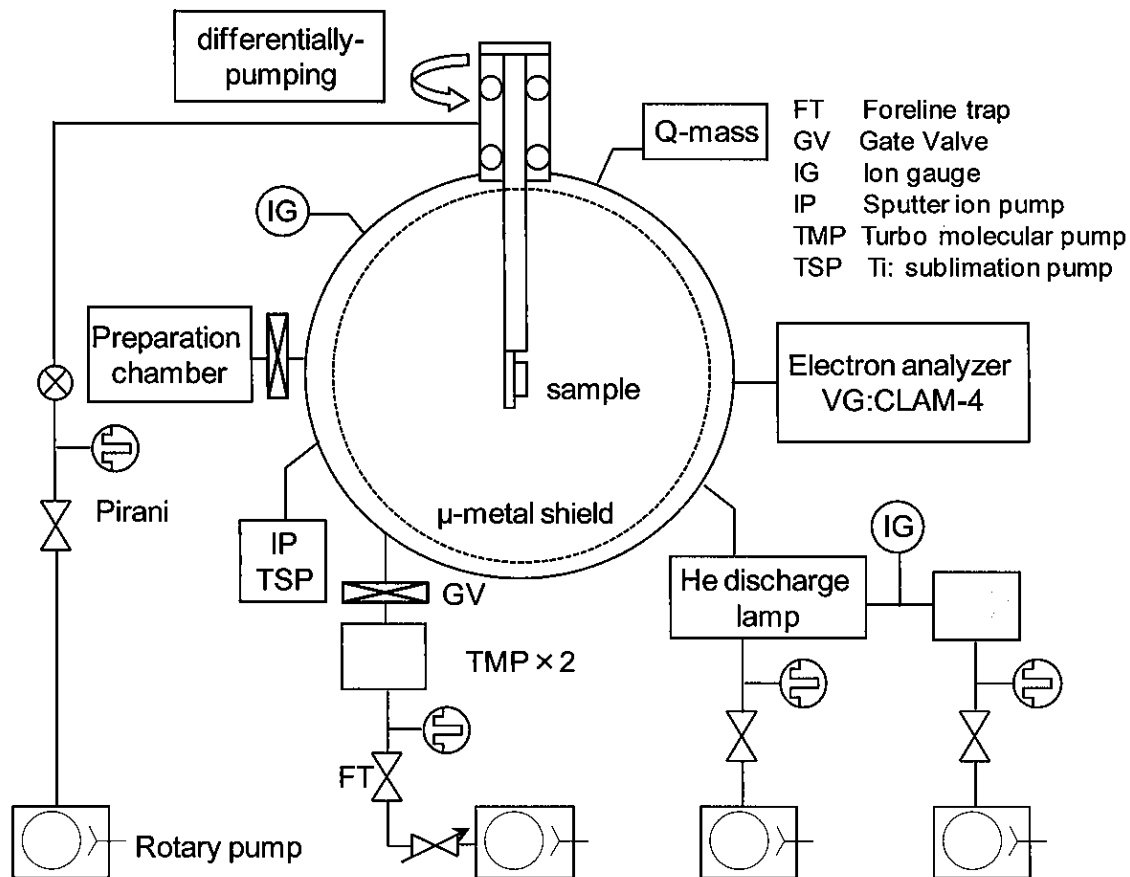 differentially-
pumping
Q-mass
FT Foreline trap
GV Gate Valve
IG Ion gauge
IP Sputter ion pump
TMP Turbo molecular pump
TSP Ti: sublimation pump
IG
Preparation
chamber
sample
Electron analyzer
VG:CLAM-4
Pirani
μ-metal shield
IG
IP
TSP
GV
He discharge
lamp
TMP×2
FT
Rotary pump